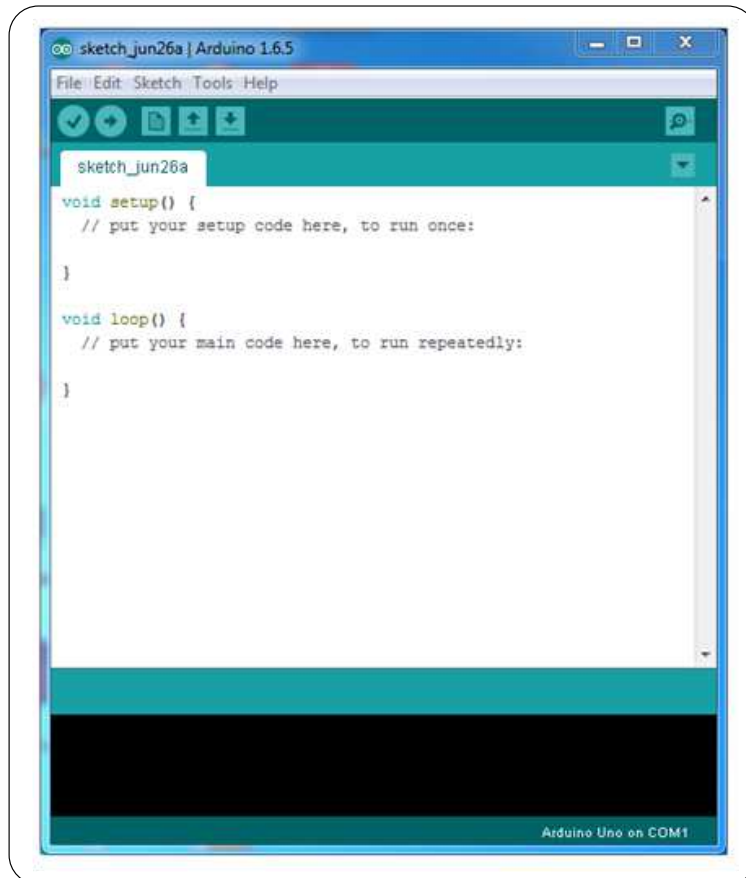 sketch_jun26a | Arduino 1.6.5
File Edit Sketch Tools Help
sketch_jun26a
void setup() {
// put your setup code here, to run once:
}
void loop() {
// put your main code here, to run repeatedly:
}
Arduino Uno on COM1